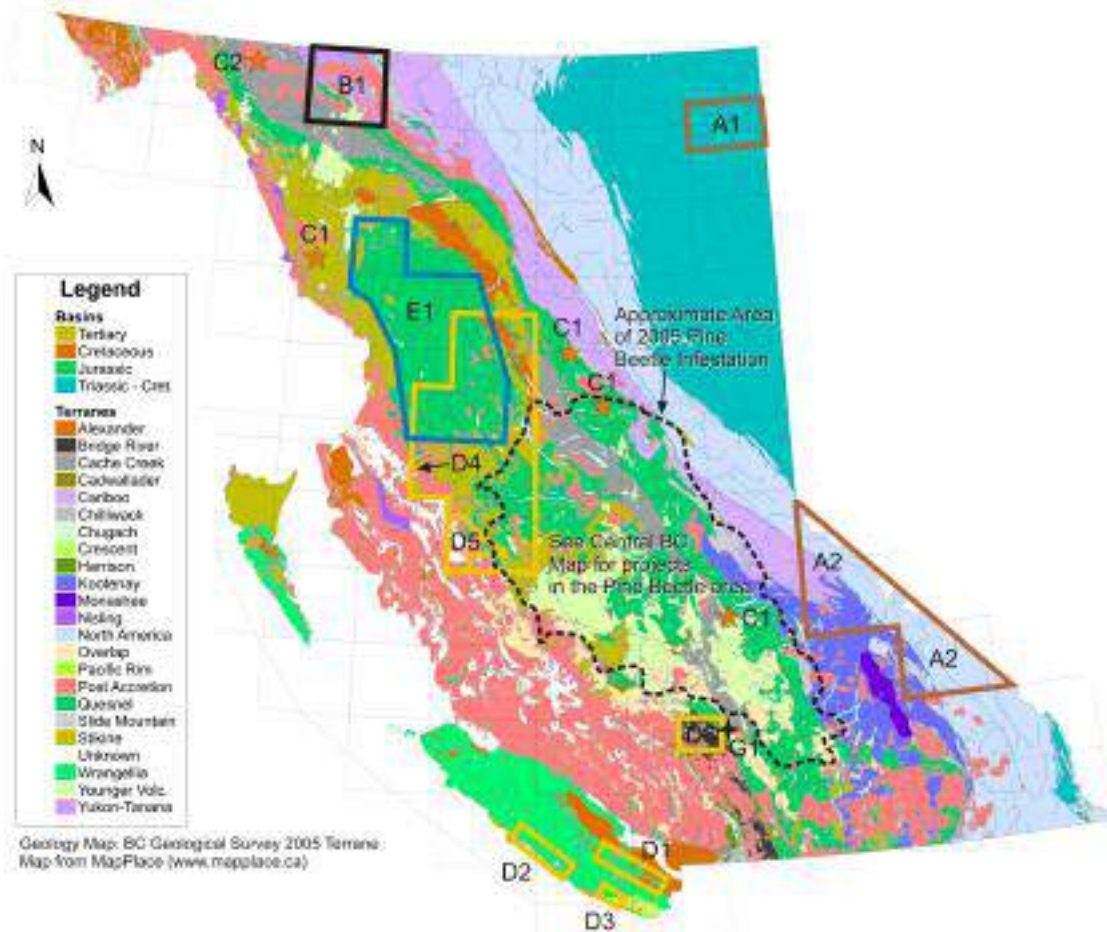 C2
B1
A1
N
C1
Legend
Basins
Tertiary
Cretaceous
Jurassic
Triassic - Cret.
Terranes
Alexander
Bridge River
Cache Creek
Cadwallader
Cariboo
Chilliwack
Chugach
Crescent
Harrison
Kootenay
Monashee
Nisling
North America
Overlap
Pacific Rim
Post Accretion
Quesnel
Slide Mountain
Stikine
Unknown
Wrangellia
Younger Volc.
Yukon-Tanana
E1
C1
Approximate Area
of 2005 Pine
Beetle Infestation
C1
D4
D5
See Central BC
Map for projects
in the Pine Beetle area
A2
C1
A2
G1
D1
D2
D3
Geology Map: BC Geological Survey 2005 Terrane
Map from MapPlace (www.mapplace.ca)